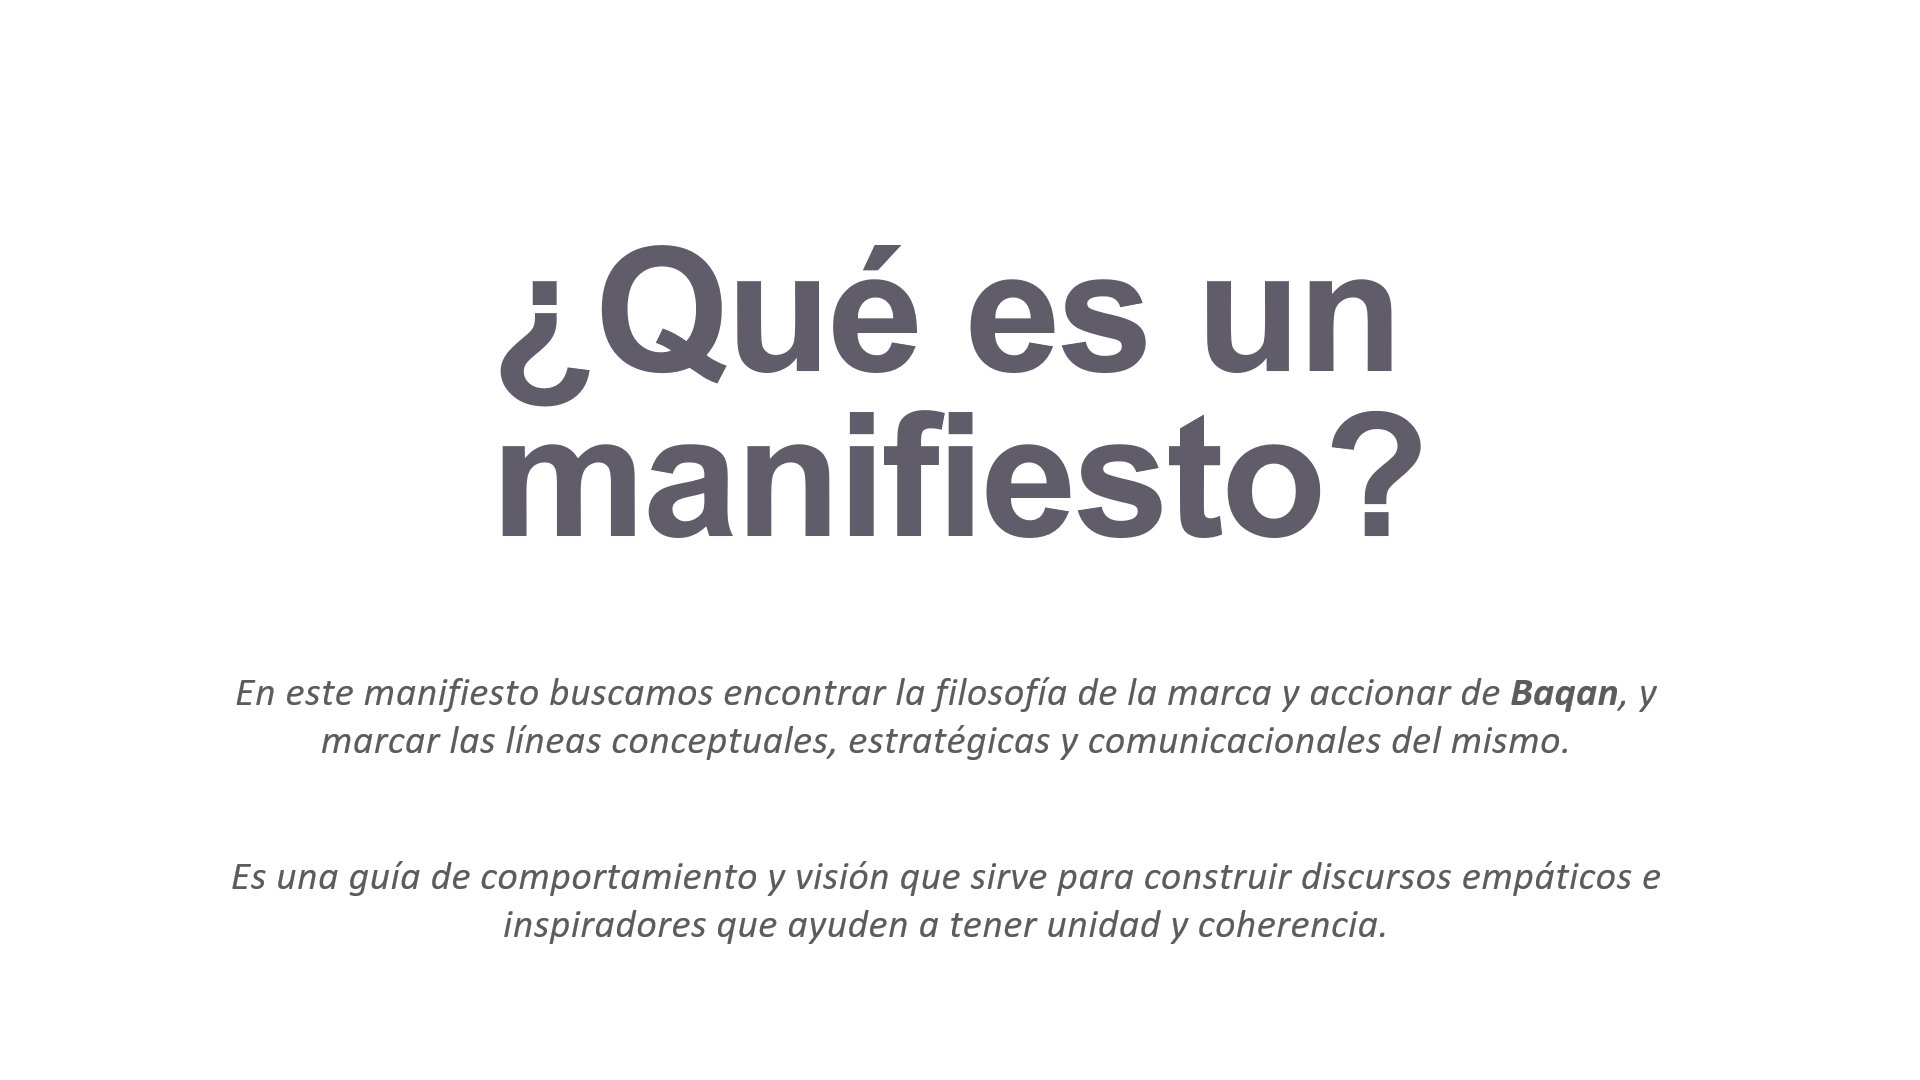 ¿Qué es un
manifiesto?
En este manifiesto buscamos encontrar la filosofía de la marca y accionar de Baqan, y
marcar las líneas conceptuales, estratégicas y comunicacionales del mismo.
Es una guía de comportamiento y visión que sirve para construir discursos empáticos e
inspiradores que ayuden a tener unidad y coherencia.